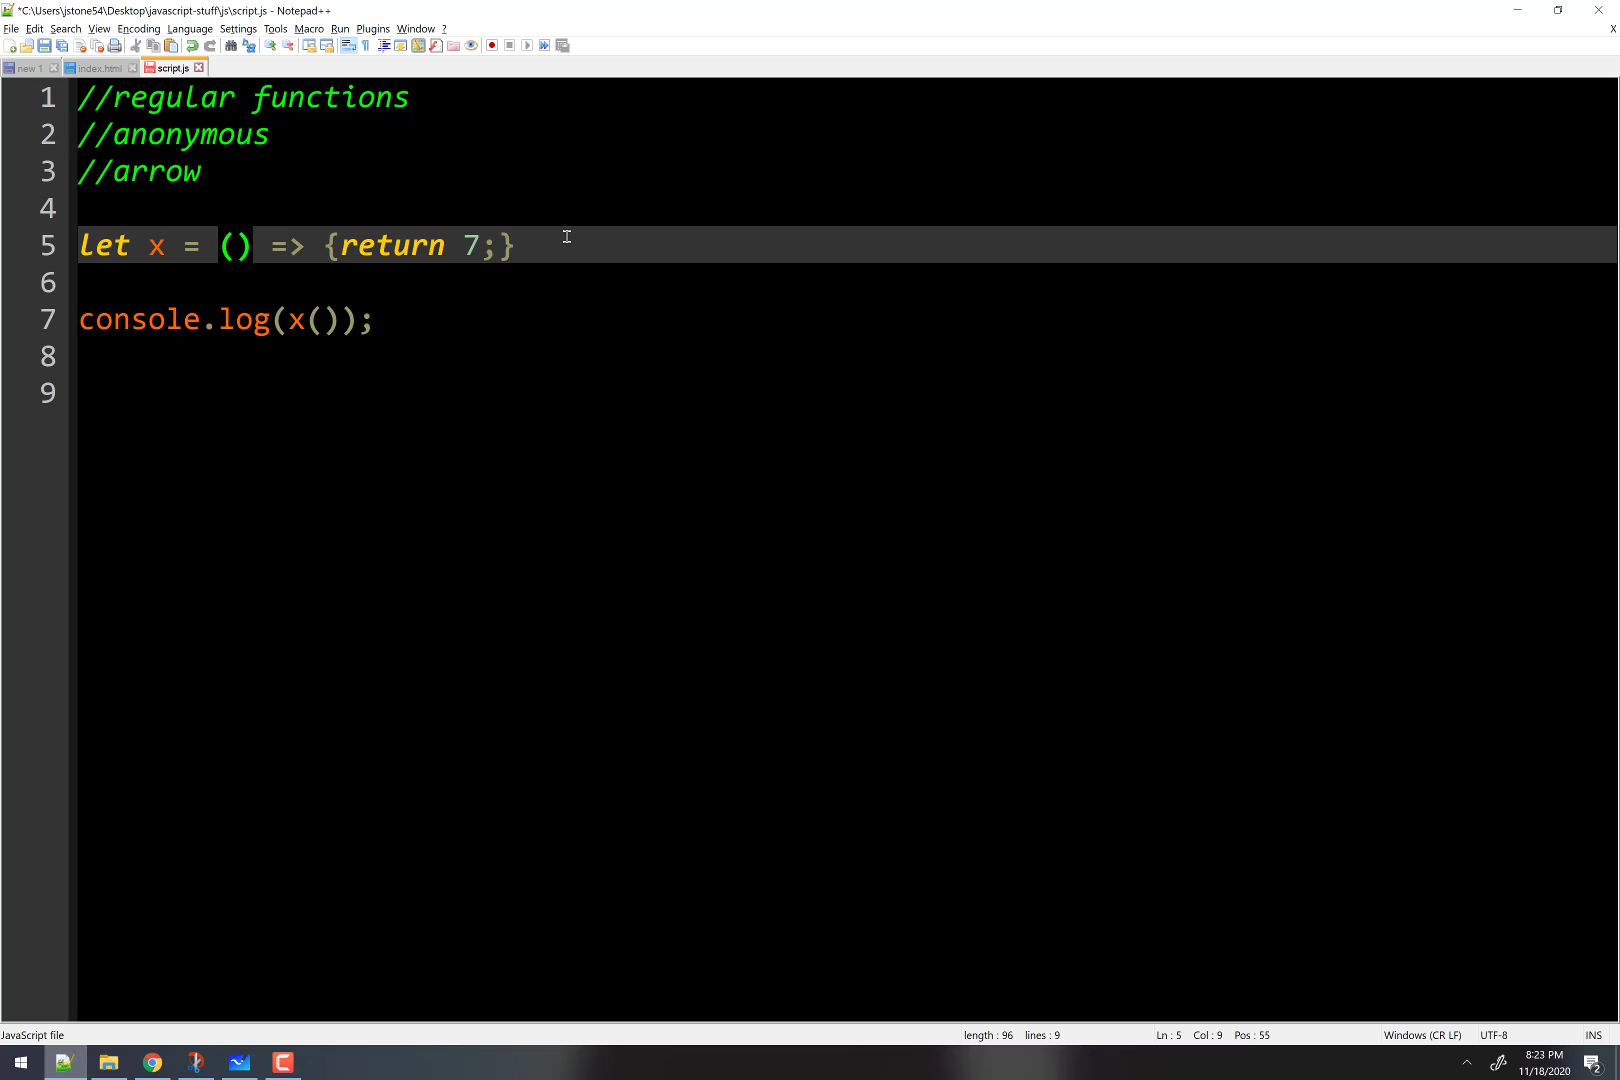 *C:\Users\jstone54\Desktop\javascript-stuff\js\script.js - Notepad++
File Edit Search View Encoding Language Settings Tools Macro Run Plugins Window ?
X
new 1 index.html script.js
1 //regular functions
2 //anonymous
3 //arrow
4
5 let x = () => {return 7;}
6
7 console.log(x());
8
9
JavaScript file length : 96 lines : 9 Ln : 5 Col : 9 Pos : 55 Windows (CR LF) UTF-8 INS
8:23 PM
11/18/2020
2